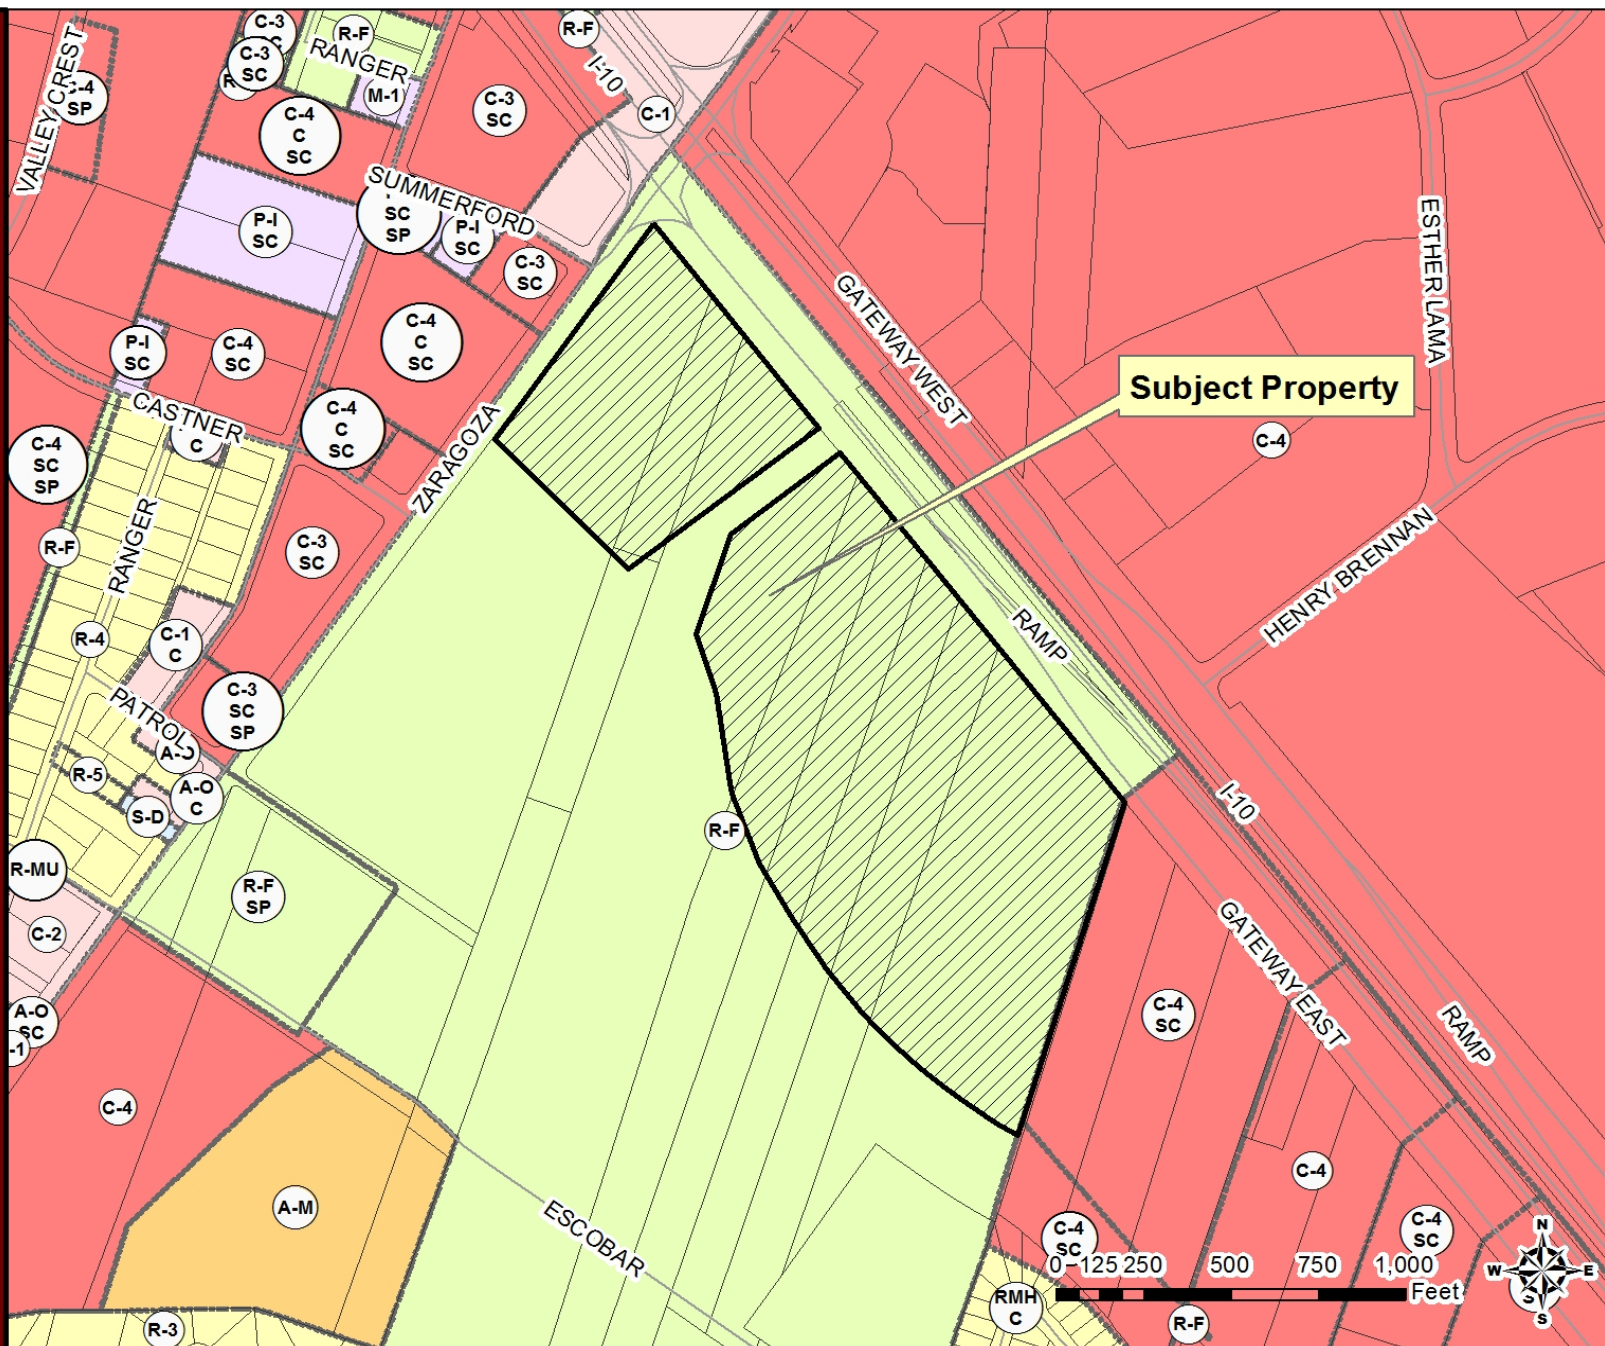 C-3
R-F
R-F
RANGER
C-3
SC
I-10
VALLEY CREST
C-4
SP
M-1
C-3
SC
C-1
C-4
C
SC
SUMMERFORD
SC
SP
P-I
SC
P-I
SC
C-3
SC
ESTHER LAMA
GATEWAY WEST
P-I
SC
C-4
SC
C-4
C
SC
Subject Property
CASTNER
C
C-4
C
SC
ZARAGOZA
C-4
C-4
SC
SP
RANGER
R-F
C-3
SC
HENRY BRENNAN
R-4
C-1
C
RAMP
PATROL
C-3
SC
SP
R-5
A-O
C
S-D
I-10
R-F
R-MU
R-F
SP
C-2
GATEWAY EAST
A-O
SC
-1
C-4
SC
RAMP
C-4
A-M
C-4
ESCOBAR
C-4
SC
C-4
SC
N
W
E
S
0 125 250 500 750 1,000
Feet
RMH
C
R-3
R-F